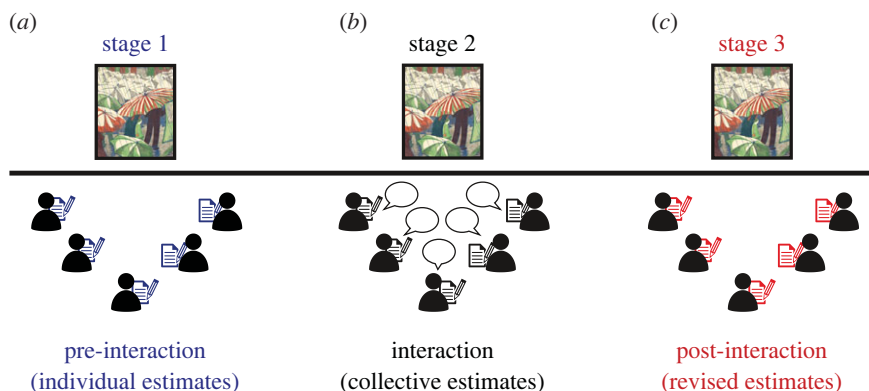 (a)
stage 1
pre-interaction
(individual estimates)
(b)
stage 2
interaction
(collective estimates)
(c)
stage 3
post-interaction
(revised estimates)